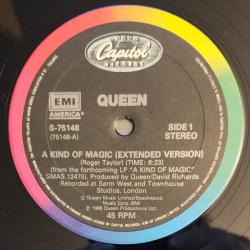 Capitol
RECORDS
QUEEN
EMI
AMERICA
S-75148
(75148-A)
SIDE 1
STEREO
A KIND OF MAGIC (EXTENDED VERSION)
(Roger Taylor) (TIME: 6:23)
(from the forthcoming LP "A KIND OF MAGIC."
SMAS 12476). Produced by Queen/David Richards
Recorded at Sarm West and Townhouse
Studios, London.
Ⓒ Queen Music Limited/Beechwood
Music Corp.-BMI
℗ 1986 Queen Productions Ltd.
45 RPM